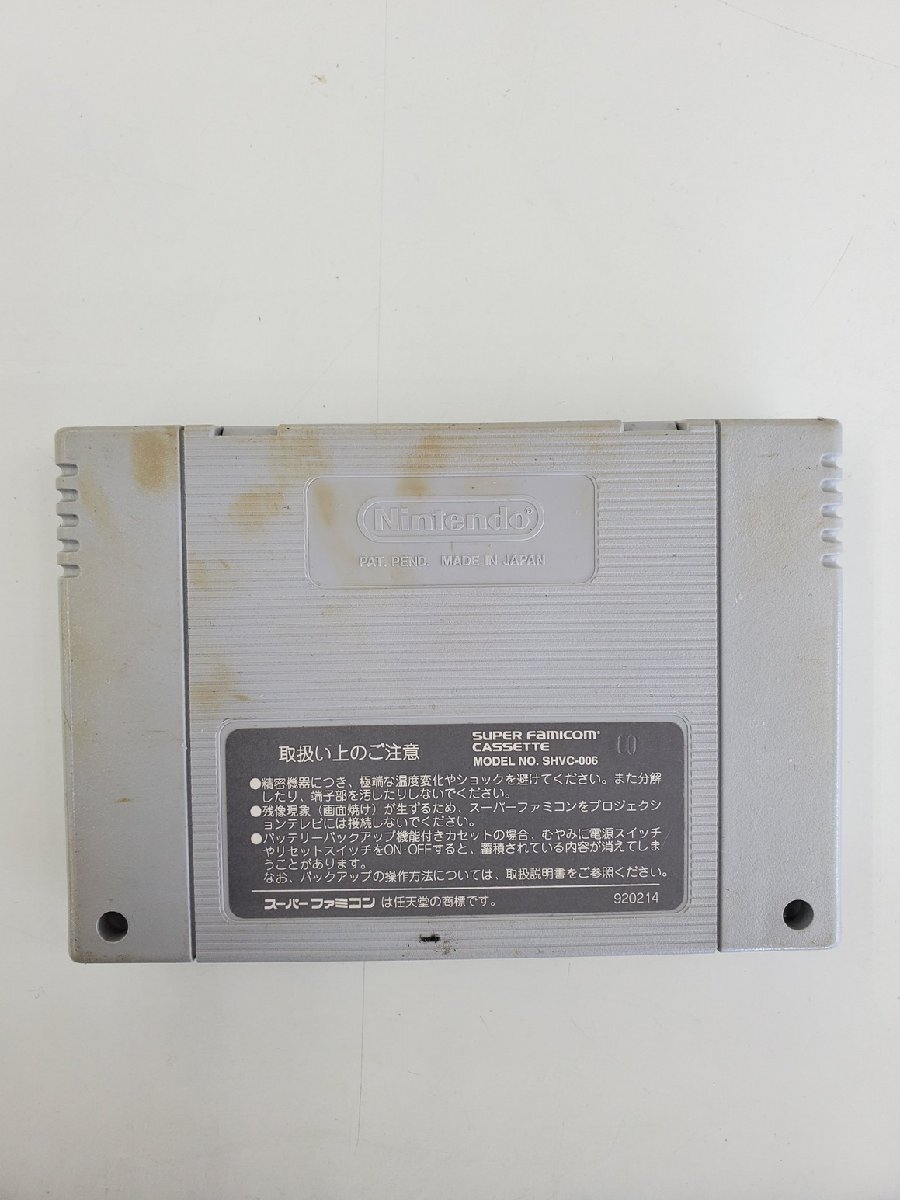 Nintendo®
PAT. PEND. MADE IN JAPAN
取扱い上のご注意
SUPER FAMICOM
CASSETTE
MODEL NO. SHVC-006
10
●精密機器につき、極端な温度変化やショックを避けてください。また分解
したり、端子部を汚したりしないでください。
●残像現象(画面焼け)が生ずるため、スーパーファミコンをプロジェクシ
ョンテレビには接続しないでください。
●バッテリーバックアップ機能付きカセットの場合、むやみに電源スイッチ
やリセットスイッチをON·OFFすると、蓄積されている内容が消えてしま
うことがあります。
なお、バックアップの操作方法については、取扱説明書をご参照ください。
スーパーファミコンは任天堂の商標です。
920214